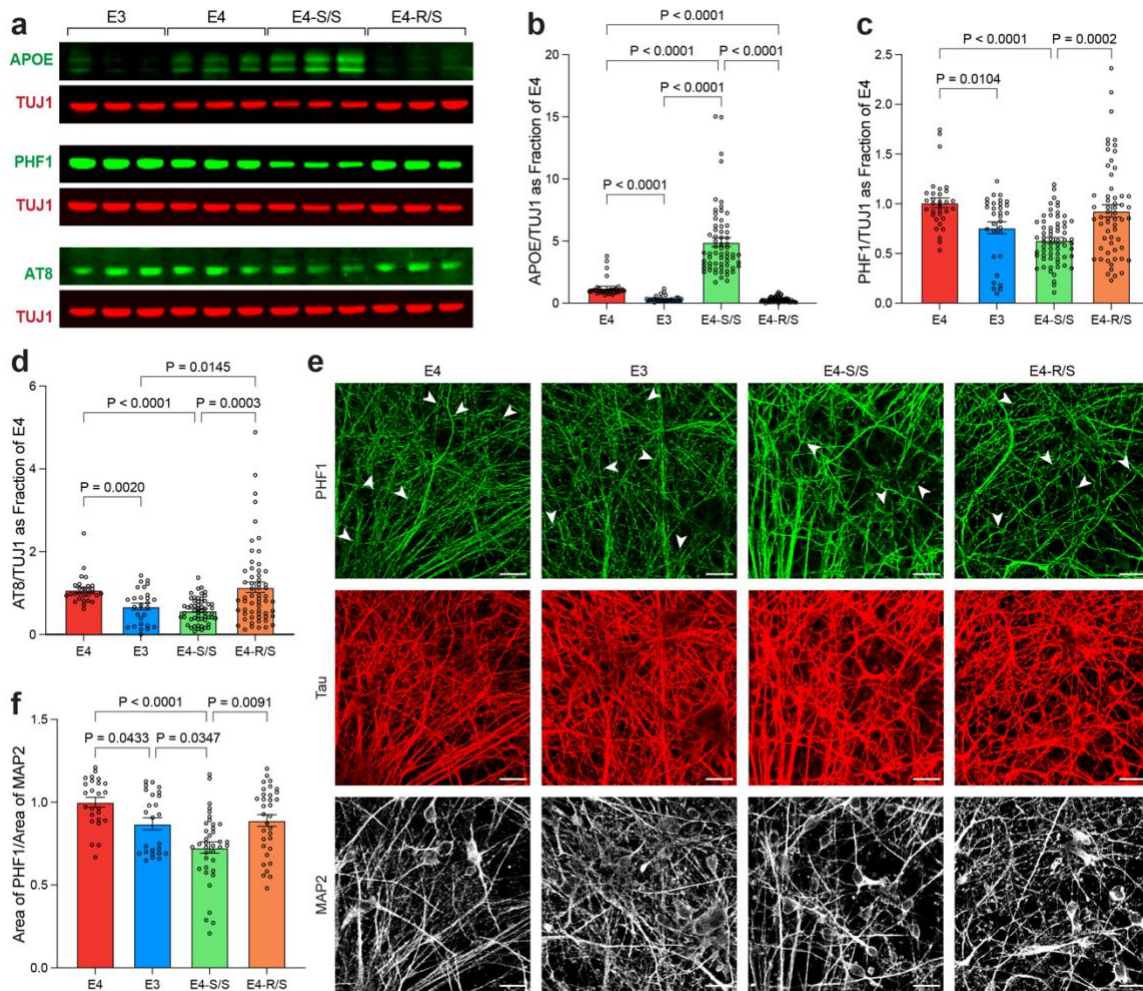 a
E3 E4 E4-S/S E4-R/S
APOE
TUJ1
PHF1
TUJ1
AT8
TUJ1
b
P < 0.0001
P < 0.0001 P < 0.0001
P < 0.0001
P < 0.0001
APOE/TUJ1 as Fraction of E4
20
15
10
5
0
E4 E3 E4-S/S E4-R/S
c
P < 0.0001 P = 0.0002
P = 0.0104
PHF1/TUJ1 as Fraction of E4
2.5
2.0
1.5
1.0
0.5
0.0
E4 E3 E4-S/S E4-R/S
d
P = 0.0145
P < 0.0001 P = 0.0003
P = 0.0020
AT8/TUJ1 as Fraction of E4
6
4
2
0
E4 E3 E4-S/S E4-R/S
e
E4 E3 E4-S/S E4-R/S
PHF1
Tau
MAP2
f
P < 0.0001 P = 0.0091
P = 0.0433 P = 0.0347
Area of PHF1/Area of MAP2
1.5
1.0
0.5
0.0
E4 E3 E4-S/S E4-R/S